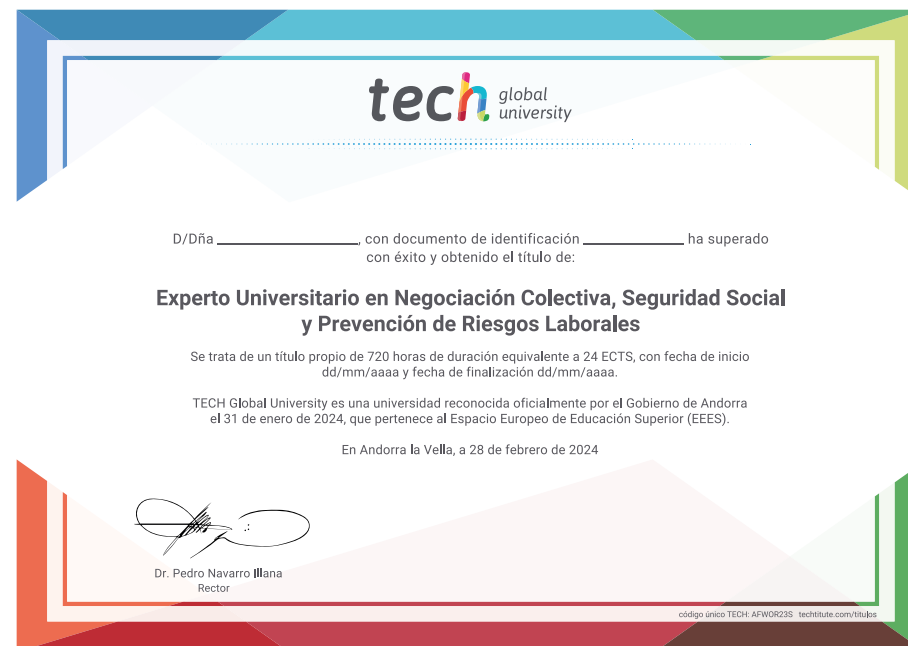 tech global university
D/Dña ____________________, con documento de identificación ______________ ha superado
con éxito y obtenido el título de:
Experto Universitario en Negociación Colectiva, Seguridad Social
y Prevención de Riesgos Laborales
Se trata de un título propio de 720 horas de duración equivalente a 24 ECTS, con fecha de inicio
dd/mm/aaaa y fecha de finalización dd/mm/aaaa.
TECH Global University es una universidad reconocida oficialmente por el Gobierno de Andorra
el 31 de enero de 2024, que pertenece al Espacio Europeo de Educación Superior (EEES).
En Andorra la Vella, a 28 de febrero de 2024
Dr. Pedro Navarro Illana
Rector
código único TECH: AFWOR23S techtitute.com/titulos